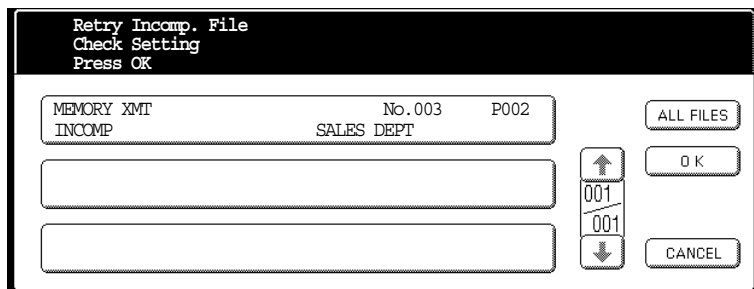 Retry Incomp. File
Check Setting
Press OK
MEMORY XMT No.003 P002
INCOMP SALES DEPT
ALL FILES
OK
001
001
CANCEL